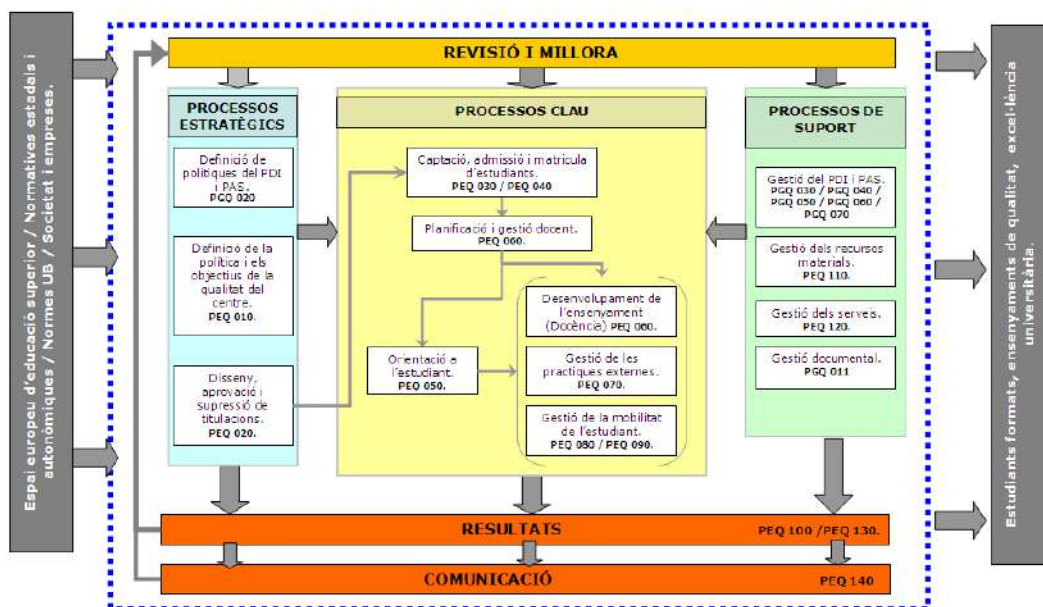 Espai europeu d'educació superior / Normatives estadals i
autonòmiques / Normes UB / Societat i empreses.
REVISIÓ I MILLORA
PROCESSOS
ESTRATÈGICS
Definició de
polítiques del PDI
i PAS.
PGQ 020
Definició de la
política i els
objectius de la
qualitat del
centre.
PEQ 010.
Disseny,
aprovació i
supressió de
titulacions.
PEQ 020.
PROCESSOS CLAU
Captació, admissió i matrícula
d'estudiants.
PEQ 030 / PEQ 040
Planificació i gestió docent.
PEQ 060.
Orientació a
l'estudiant.
PEQ 050.
Desenvolupament de
l'ensenyament
(Docència) PEQ 060.
Gestió de les
practiques externes.
PEQ 070.
Gestió de la mobilitat
de l'estudiant.
PEQ 080 / PEQ 090.
PROCESSOS DE
SUPORT
Gestió del PDI i PAS.
PGQ 030 / PGQ 040 /
PGQ 050 / PGQ 060 /
PGQ 070
Gestió dels recursos
materials.
PEQ 110.
Gestió dels serveis.
PEQ 120.
Gestió documental.
PGQ 011
RESULTATS
PEQ 100 /PEQ 130.
COMUNICACIÓ
PEQ 140
Estudiants formats, ensenyaments de qualitat, excel·lència
universitària.